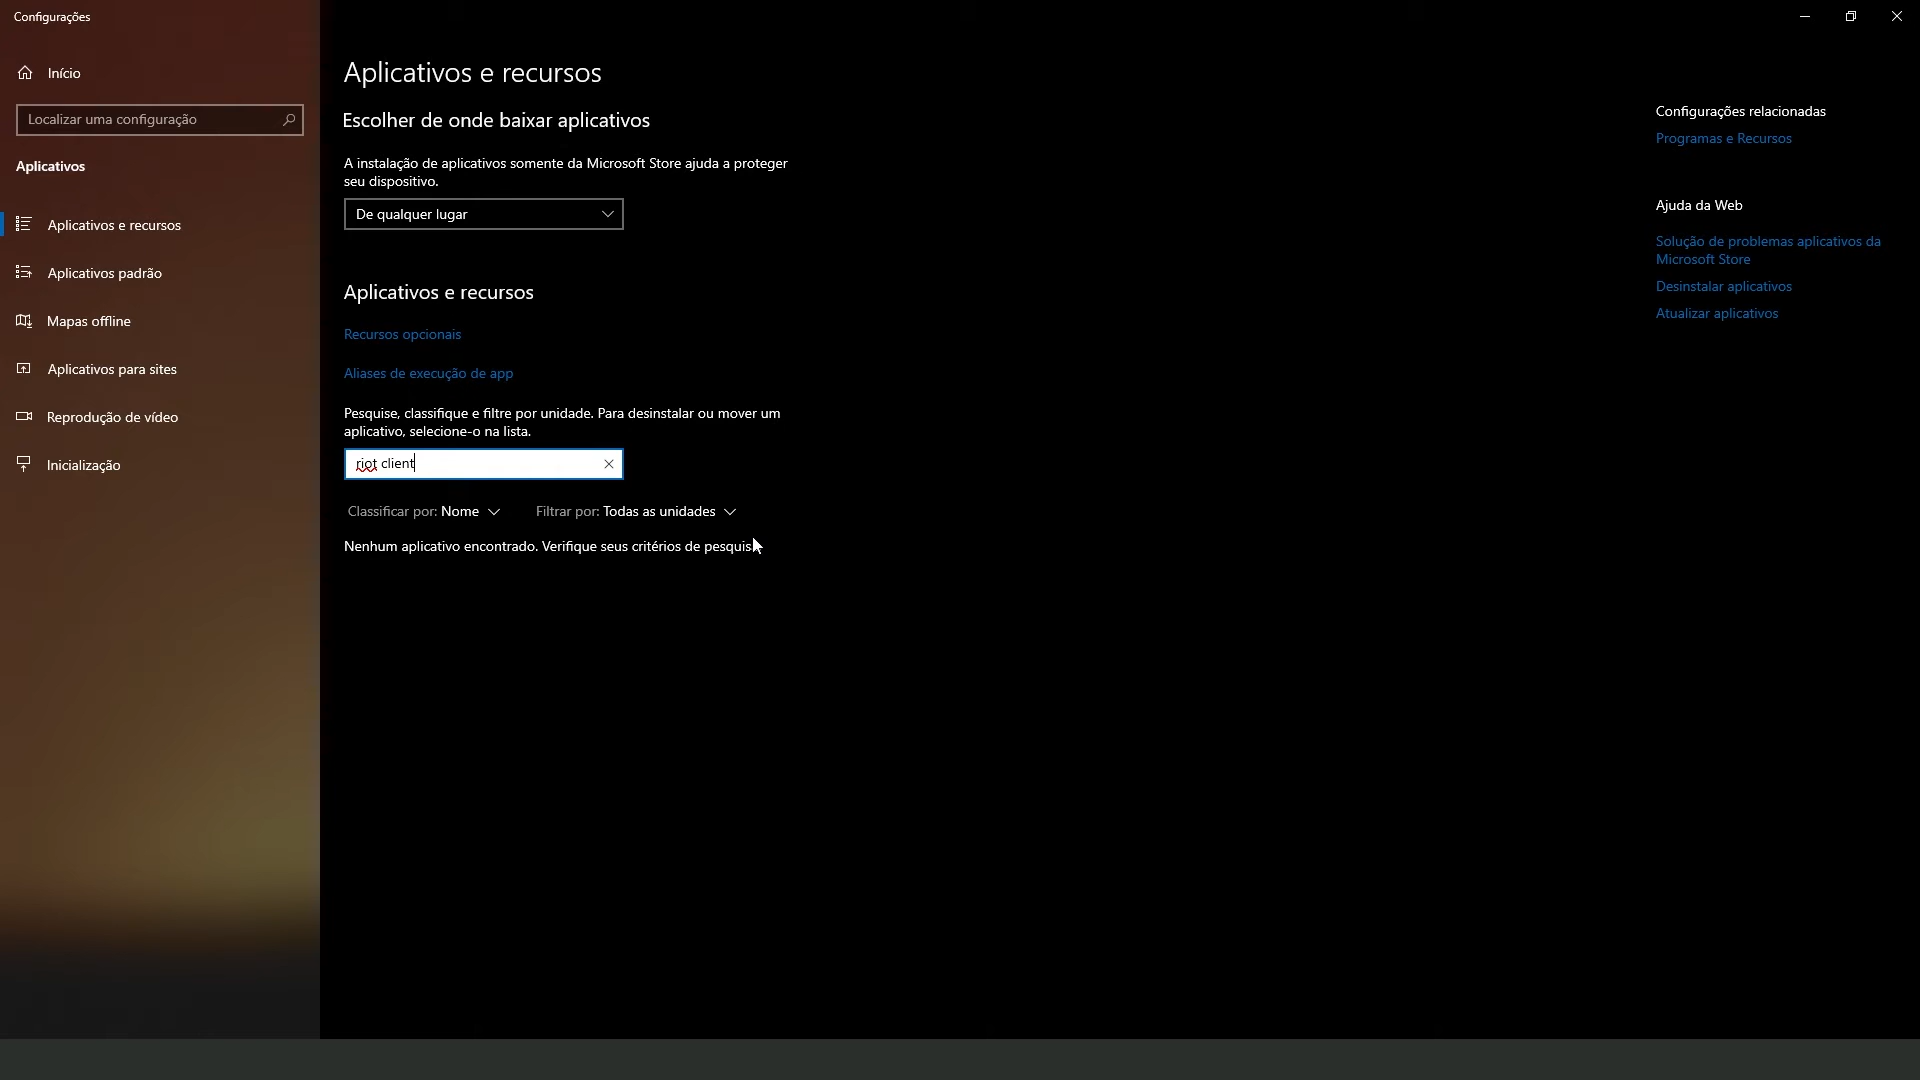 Configurações
Início
Localizar uma configuração
Aplicativos
Aplicativos e recursos
Aplicativos padrão
Mapas offline
Aplicativos para sites
Reprodução de vídeo
Inicialização
Aplicativos e recursos
Escolher de onde baixar aplicativos
A instalação de aplicativos somente da Microsoft Store ajuda a proteger
seu dispositivo.
De qualquer lugar
Aplicativos e recursos
Recursos opcionais
Aliases de execução de app
Pesquise, classifique e filtre por unidade. Para desinstalar ou mover um
aplicativo, selecione-o na lista.
riot client
Classificar por: Nome
Filtrar por: Todas as unidades
Nenhum aplicativo encontrado. Verifique seus critérios de pesquis
Configurações relacionadas
Programas e Recursos
Ajuda da Web
Solução de problemas aplicativos da
Microsoft Store
Desinstalar aplicativos
Atualizar aplicativos